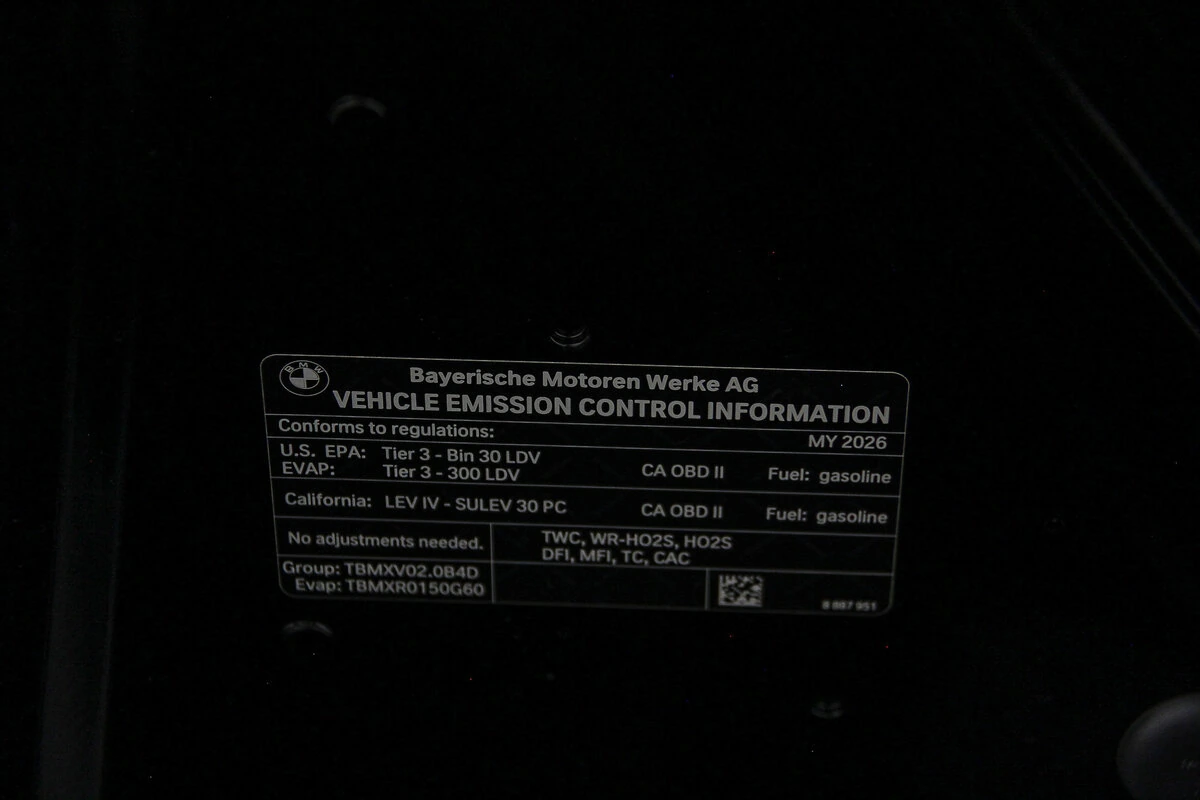 BMW
Bayerische Motoren Werke AG
VEHICLE EMISSION CONTROL INFORMATION
Conforms to regulations: MY 2026
U.S. EPA: Tier 3 - Bin 30 LDV
EVAP: Tier 3 - 300 LDV CA OBD II Fuel: gasoline
California: LEV IV - SULEV 30 PC CA OBD II Fuel: gasoline
No adjustments needed. TWC, WR-HO2S, HO2S
DFI, MFI, TC, CAC
Group: TBMXV02.0B4D
Evap: TBMXR0150G60
8 897 951